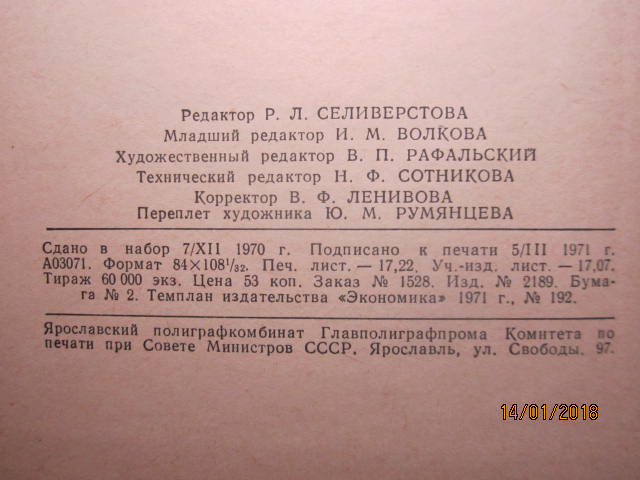 Редактор Р. Л. СЕЛИВЕРСТОВА
Младший редактор И. М. ВОЛКОВА
Художественный редактор В. П. РАФАЛЬСКИЙ
Технический редактор Н. Ф. СОТНИКОВА
Корректор В. Ф. ЛЕНИВОВА
Переплет художника Ю. М. РУМЯНЦЕВА
Сдано в набор 7/XII 1970 г. Подписано к печати 5/III 1971 г.
А03071. Формат 84×108¹/₃₂. Печ. лист. — 17,22, Уч.-изд. лист. — 17,07.
Тираж 60 000 экз. Цена 53 коп. Заказ № 1528. Изд. № 2189. Бума-
га № 2. Темплан издательства «Экономика» 1971 г., № 192.
Ярославский полиграфкомбинат Главполиграфпрома Комитета по
печати при Совете Министров СССР. Ярославль, ул. Свободы. 97.
14/01/2018